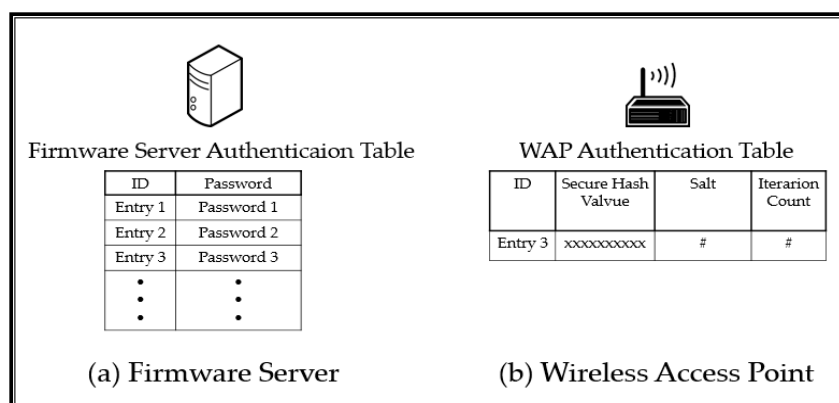 Firmware Server Authenticaion Table
ID Password
Entry 1 Password 1
Entry 2 Password 2
Entry 3 Password 3
(a) Firmware Server
WAP Authentication Table
ID Secure Hash Valvue Salt Iterarion Count
Entry 3 xxxxxxxxxx # #
(b) Wireless Access Point